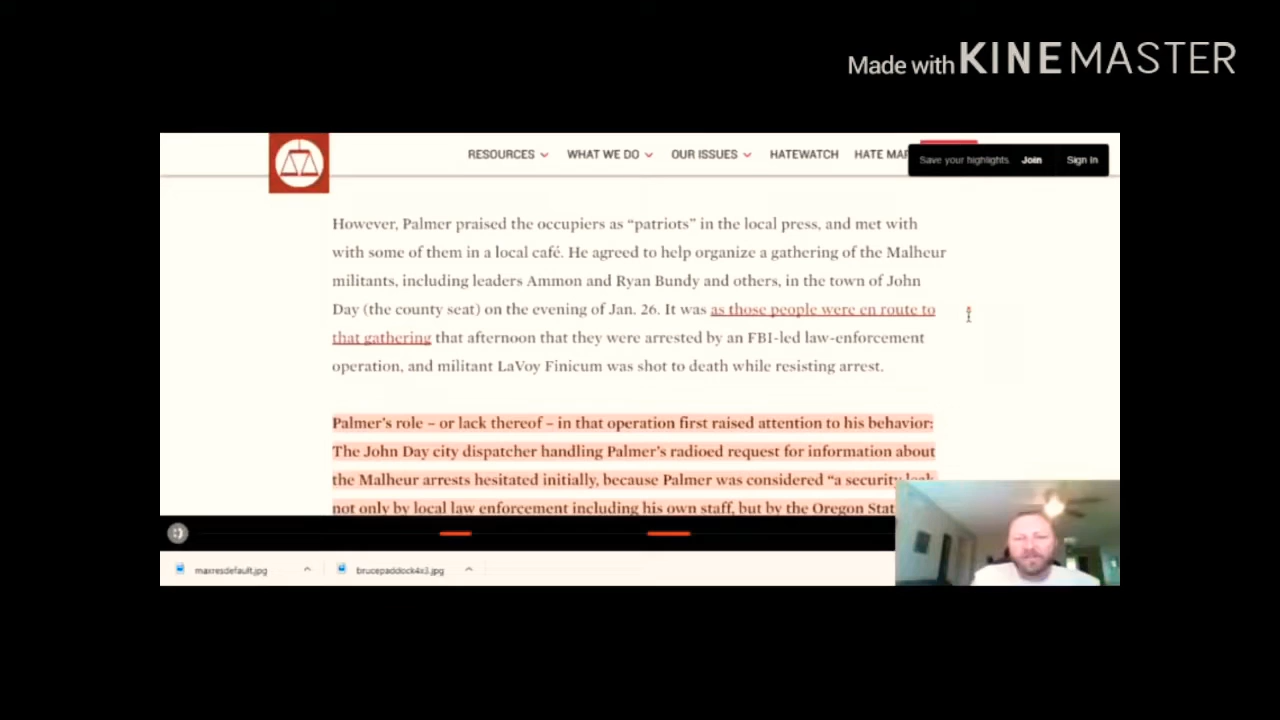 Made with KINEMASTER
RESOURCES WHAT WE DO OUR ISSUES HATEWATCH HATE MAP
Save your highlights Join Sign In
However, Palmer praised the occupiers as “patriots” in the local press, and met with
with some of them in a local café. He agreed to help organize a gathering of the Malheur
militants, including leaders Ammon and Ryan Bundy and others, in the town of John
Day (the county seat) on the evening of Jan. 26. It was as those people were en route to
that gathering that afternoon that they were arrested by an FBI-led law-enforcement
operation, and militant LaVoy Finicum was shot to death while resisting arrest.
Palmer’s role – or lack thereof – in that operation first raised attention to his behavior:
The John Day city dispatcher handling Palmer’s radioed request for information about
the Malheur arrests hesitated initially, because Palmer was considered “a security leak
not only by local law enforcement including his own staff, but by the Oregon Stat
maxresdefault.jpg brucepaddock4x3.jpg